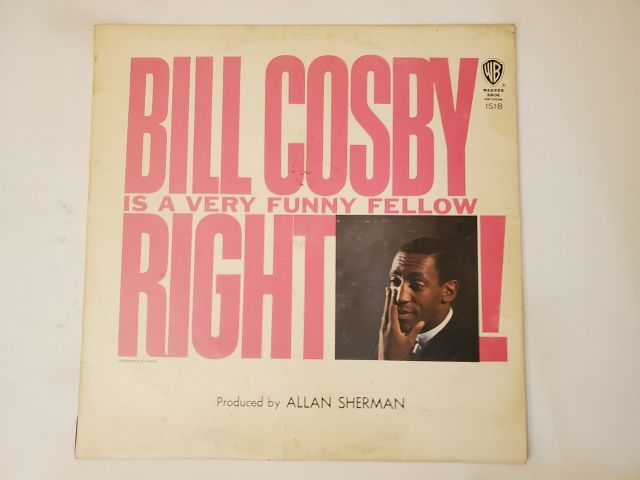 BILL COSBY
IS A VERY FUNNY FELLOW
RIGHT!
WB
WARNER
BROS.
RECORDS
1518
Produced by ALLAN SHERMAN